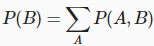 P(B) = ∑_A P(A, B)